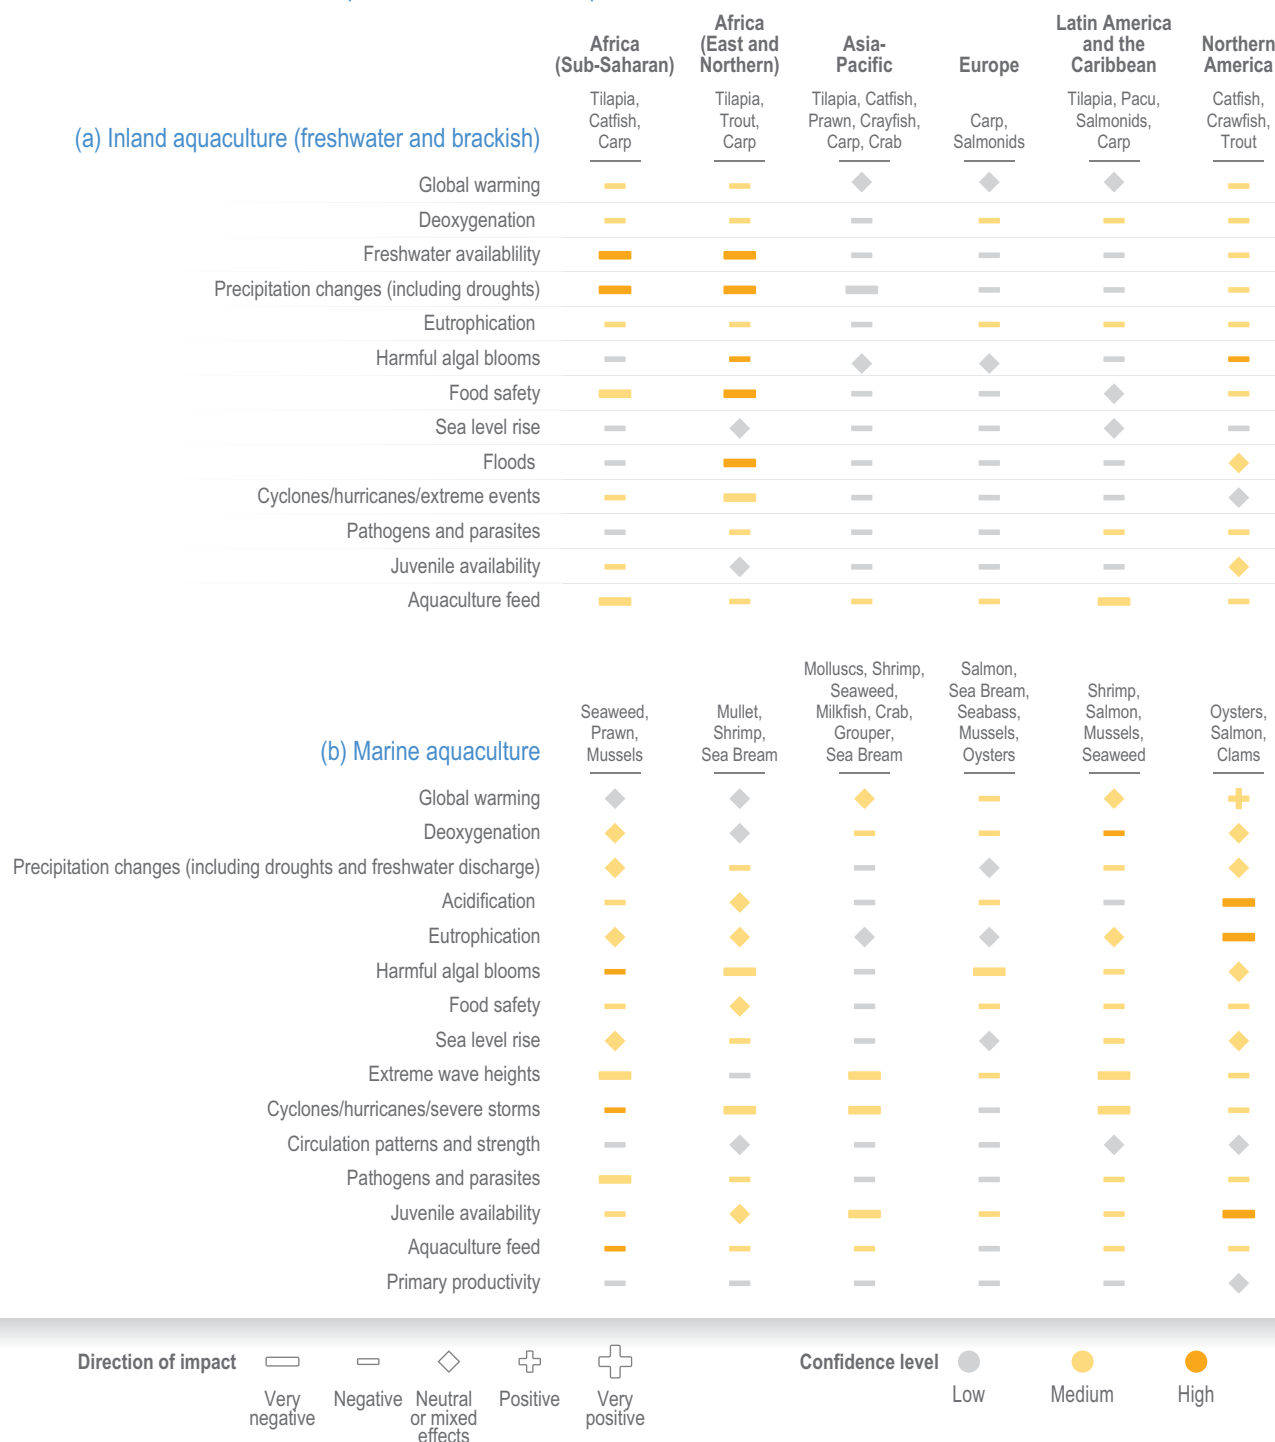 Africa
(Sub-Saharan)
Africa
(East and
Northern)
Asia-
Pacific
Europe
Latin America
and the
Caribbean
Northern
America
(a) Inland aquaculture (freshwater and brackish)
Tilapia,
Catfish,
Carp
Tilapia,
Trout,
Carp
Tilapia, Catfish,
Prawn, Crayfish,
Carp, Crab
Carp,
Salmonids
Tilapia, Pacu,
Salmonids,
Carp
Catfish,
Crawfish,
Trout
Global warming
Deoxygenation
Freshwater availablility
Precipitation changes (including droughts)
Eutrophication
Harmful algal blooms
Food safety
Sea level rise
Floods
Cyclones/hurricanes/extreme events
Pathogens and parasites
Juvenile availability
Aquaculture feed
(b) Marine aquaculture
Seaweed,
Prawn,
Mussels
Mullet,
Shrimp,
Sea Bream
Molluscs, Shrimp,
Seaweed,
Milkfish, Crab,
Grouper,
Sea Bream
Salmon,
Sea Bream,
Seabass,
Mussels,
Oysters
Shrimp,
Salmon,
Mussels,
Seaweed
Oysters,
Salmon,
Clams
Global warming
Deoxygenation
Precipitation changes (including droughts and freshwater discharge)
Acidification
Eutrophication
Harmful algal blooms
Food safety
Sea level rise
Extreme wave heights
Cyclones/hurricanes/severe storms
Circulation patterns and strength
Pathogens and parasites
Juvenile availability
Aquaculture feed
Primary productivity
Direction of impact
Very
negative
Negative
Neutral
or mixed
effects
Positive
Very
positive
Confidence level
Low
Medium
High